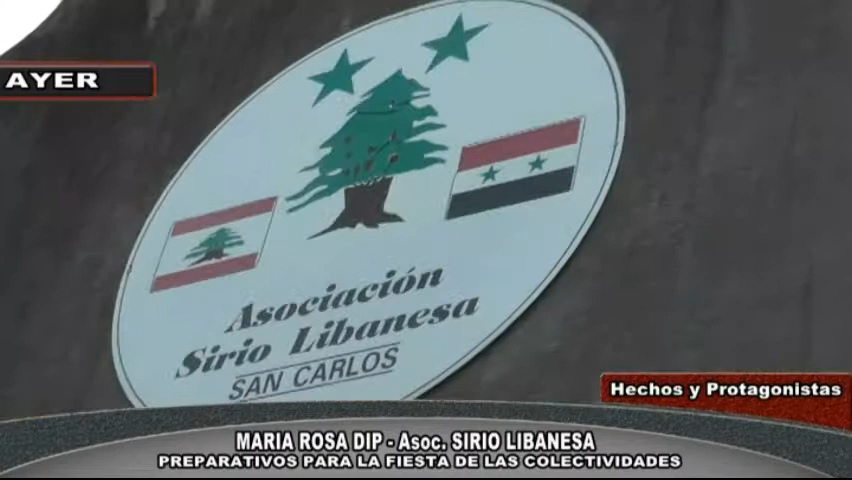 AYER
Asociación
Sirio Libanesa
SAN CARLOS
Hechos y Protagonistas
MARIA ROSA DIP - Asoc. SIRIO LIBANESA
PREPARATIVOS PARA LA FIESTA DE LAS COLECTIVIDADES